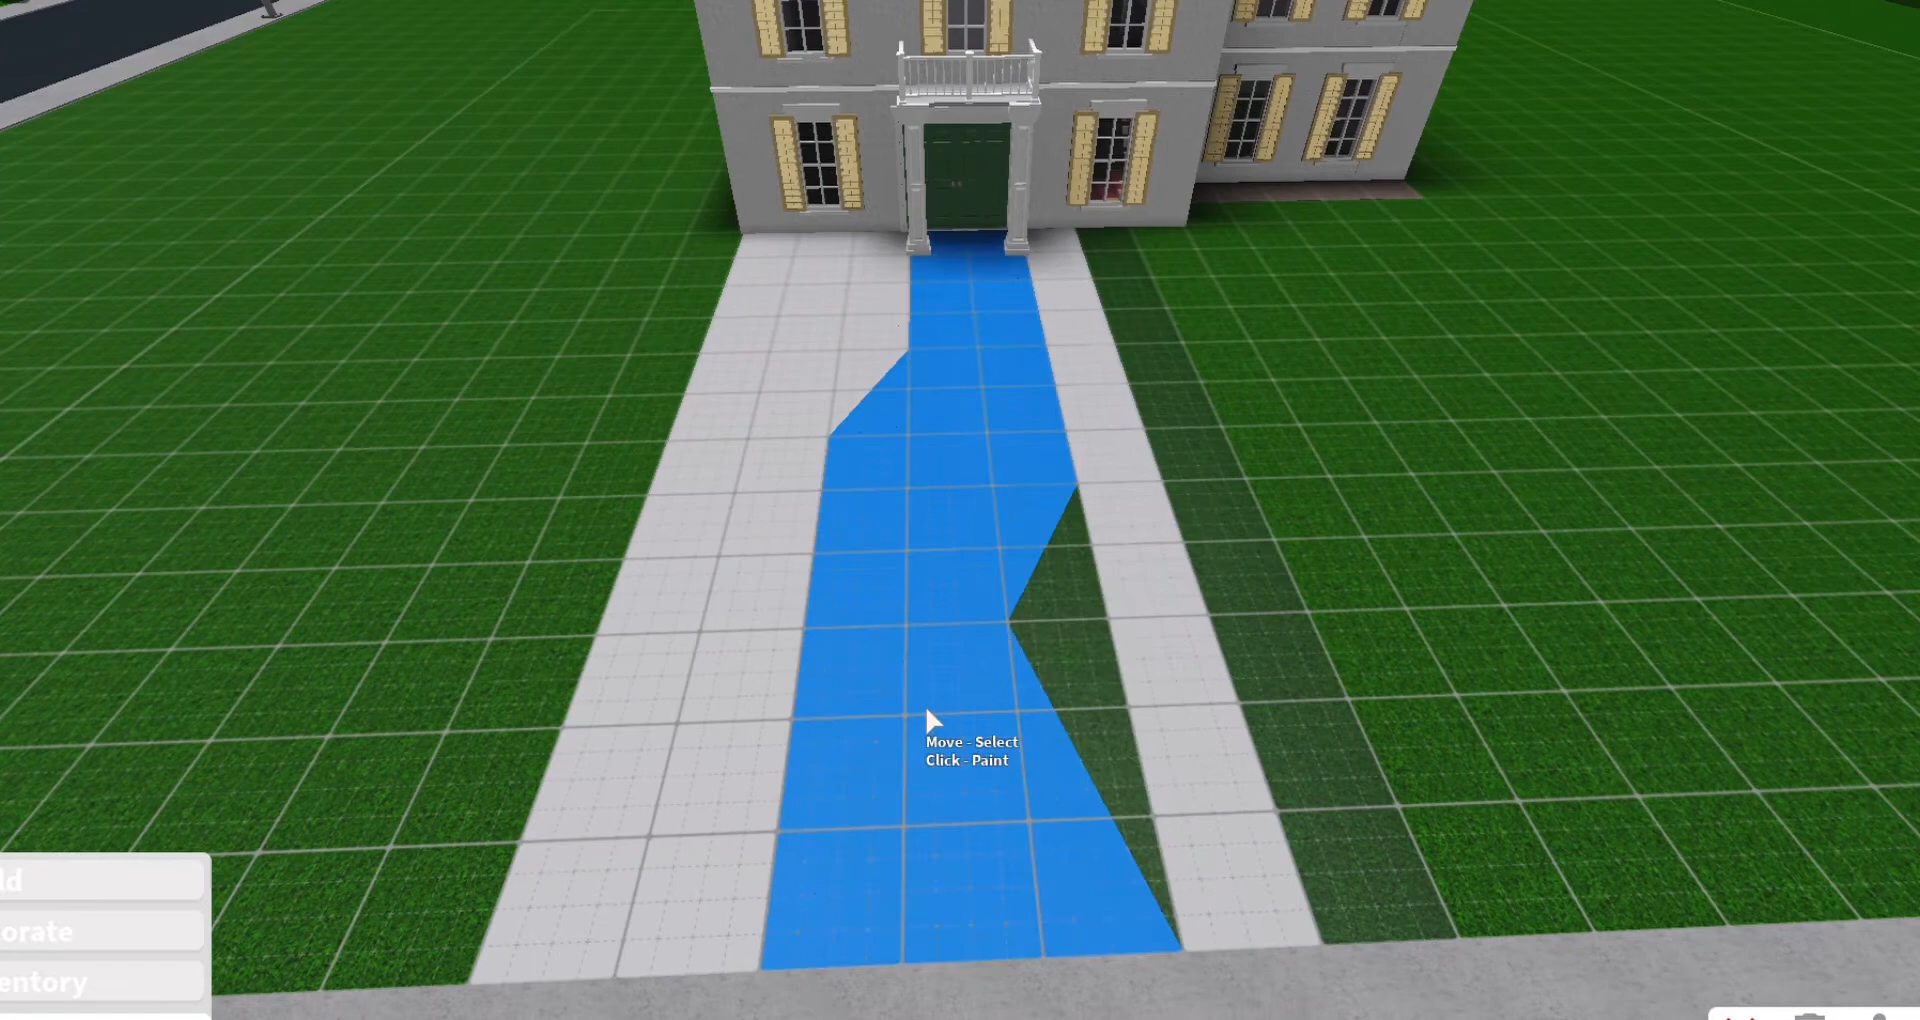 Move - Select
Click - Paint
ld
orate
entory